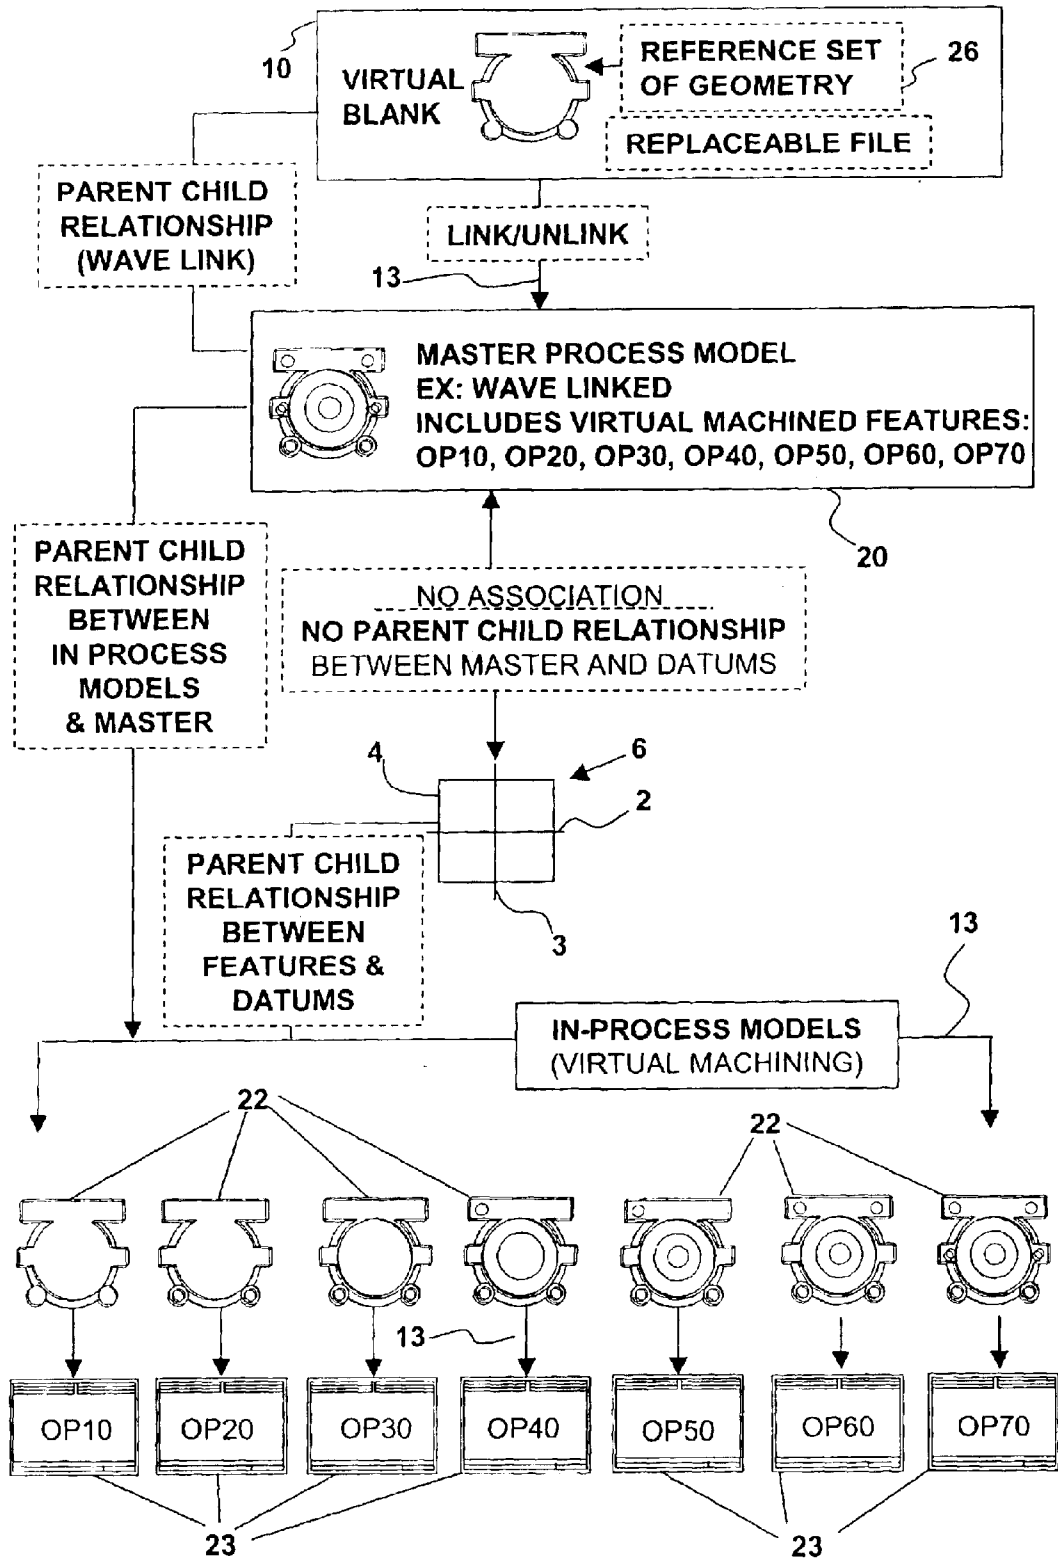 10
VIRTUAL
BLANK
REFERENCE SET
OF GEOMETRY
26
REPLACEABLE FILE
PARENT CHILD
RELATIONSHIP
(WAVE LINK)
LINK/UNLINK
13
MASTER PROCESS MODEL
EX: WAVE LINKED
INCLUDES VIRTUAL MACHINED FEATURES:
OP10, OP20, OP30, OP40, OP50, OP60, OP70
20
PARENT CHILD
RELATIONSHIP
BETWEEN
IN PROCESS
MODELS
& MASTER
NO ASSOCIATION
NO PARENT CHILD RELATIONSHIP
BETWEEN MASTER AND DATUMS
4
6
2
3
PARENT CHILD
RELATIONSHIP
BETWEEN
FEATURES &
DATUMS
13
IN-PROCESS MODELS
(VIRTUAL MACHINING)
22
22
13
OP10
OP20
OP30
OP40
OP50
OP60
OP70
23
23